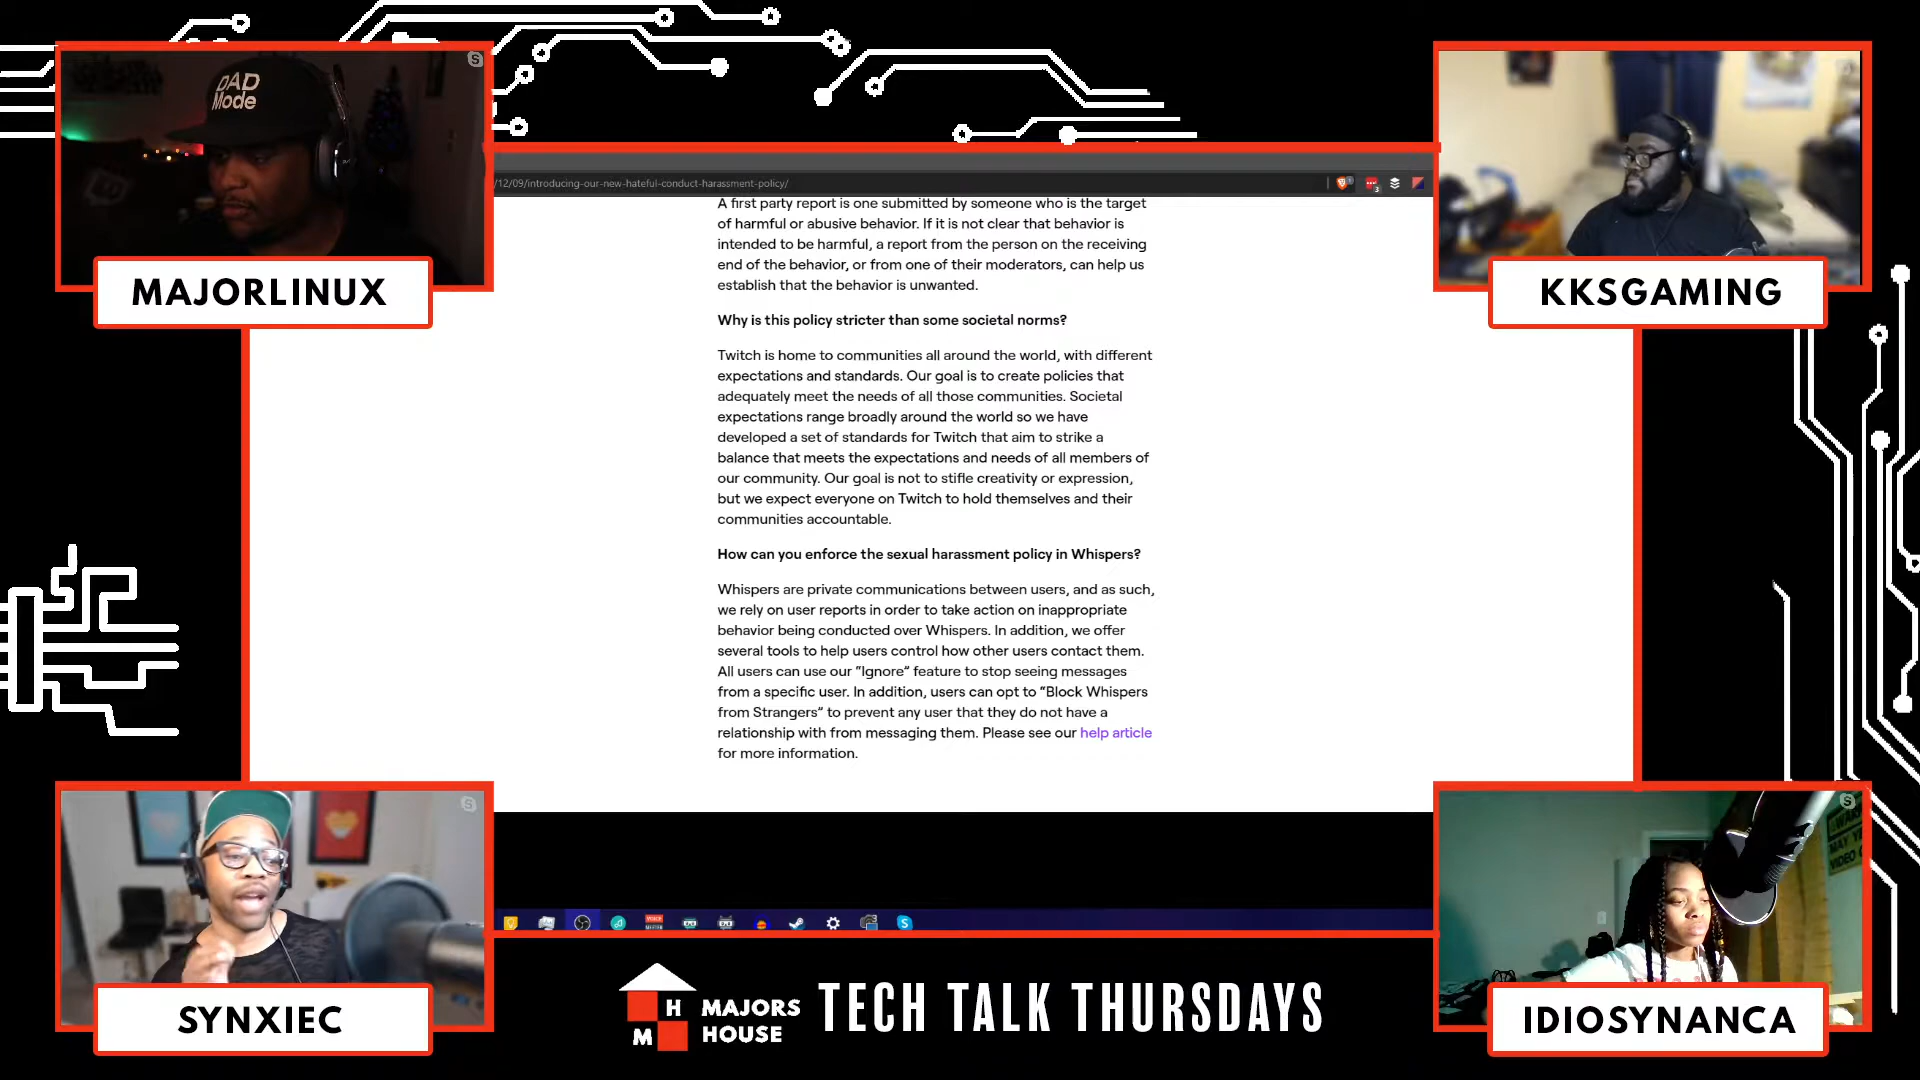 DAD
Mode
MAJORLINUX
KKSGAMING
/12/09/introducing-our-new-hateful-conduct-harassment-policy/
A first party report is one submitted by someone who is the target
of harmful or abusive behavior. If it is not clear that behavior is
intended to be harmful, a report from the person on the receiving
end of the behavior, or from one of their moderators, can help us
establish that the behavior is unwanted.
Why is this policy stricter than some societal norms?
Twitch is home to communities all around the world, with different
expectations and standards. Our goal is to create policies that
adequately meet the needs of all those communities. Societal
expectations range broadly around the world so we have
developed a set of standards for Twitch that aim to strike a
balance that meets the expectations and needs of all members of
our community. Our goal is not to stifle creativity or expression,
but we expect everyone on Twitch to hold themselves and their
communities accountable.
How can you enforce the sexual harassment policy in Whispers?
Whispers are private communications between users, and as such,
we rely on user reports in order to take action on inappropriate
behavior being conducted over Whispers. In addition, we offer
several tools to help users control how other users contact them.
All users can use our “Ignore” feature to stop seeing messages
from a specific user. In addition, users can opt to “Block Whispers
from Strangers” to prevent any user that they do not have a
relationship with from messaging them. Please see our help article
for more information.
SYNXIEC
IDIOSYNANCA
H
M
MAJORS
HOUSE
TECH TALK THURSDAYS